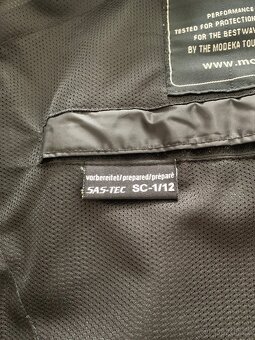 PERFORMANCE
TESTED FOR PROTECTION
FOR THE BESTWA
BY THE MODEKA TOU
www.mo
vorbereitet/prepared/préparé
SAS-TEC SC-1/12